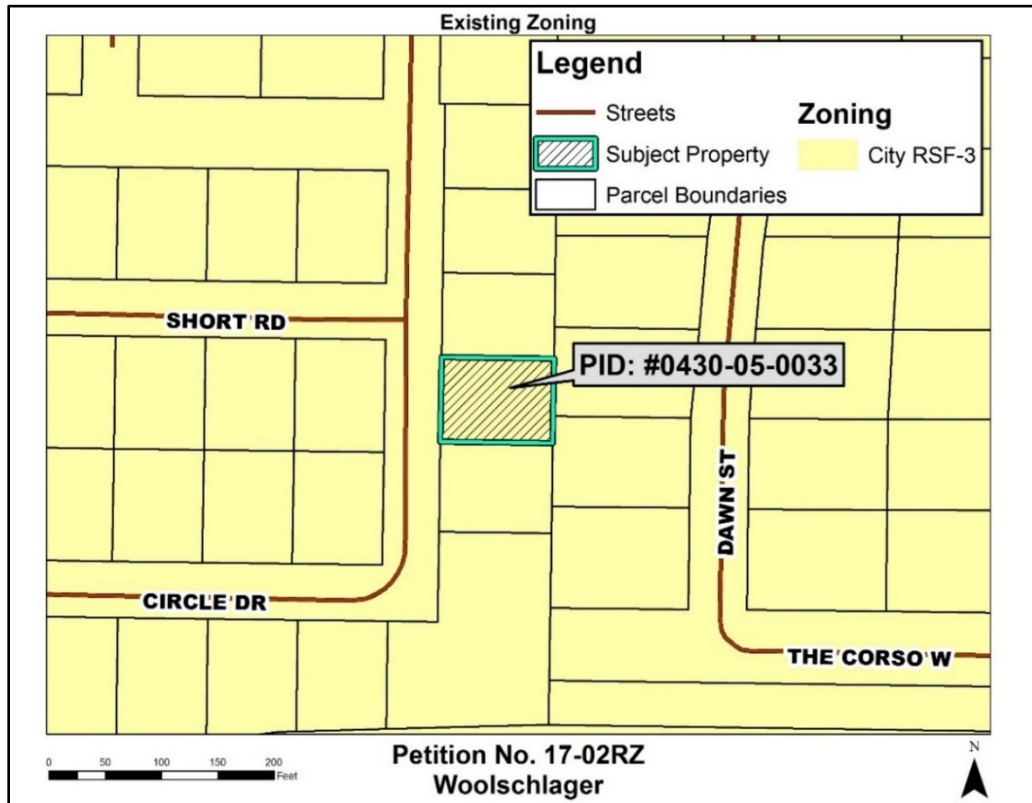 Existing Zoning
Legend
Streets
Subject Property
Parcel Boundaries
Zoning
City RSF-3
SHORT RD
PID: #0430-05-0033
DAWN ST
CIRCLE DR
THE CORSO W
0 50 100 150 200
Feet
Petition No. 17-02RZ
Woolschlager
N